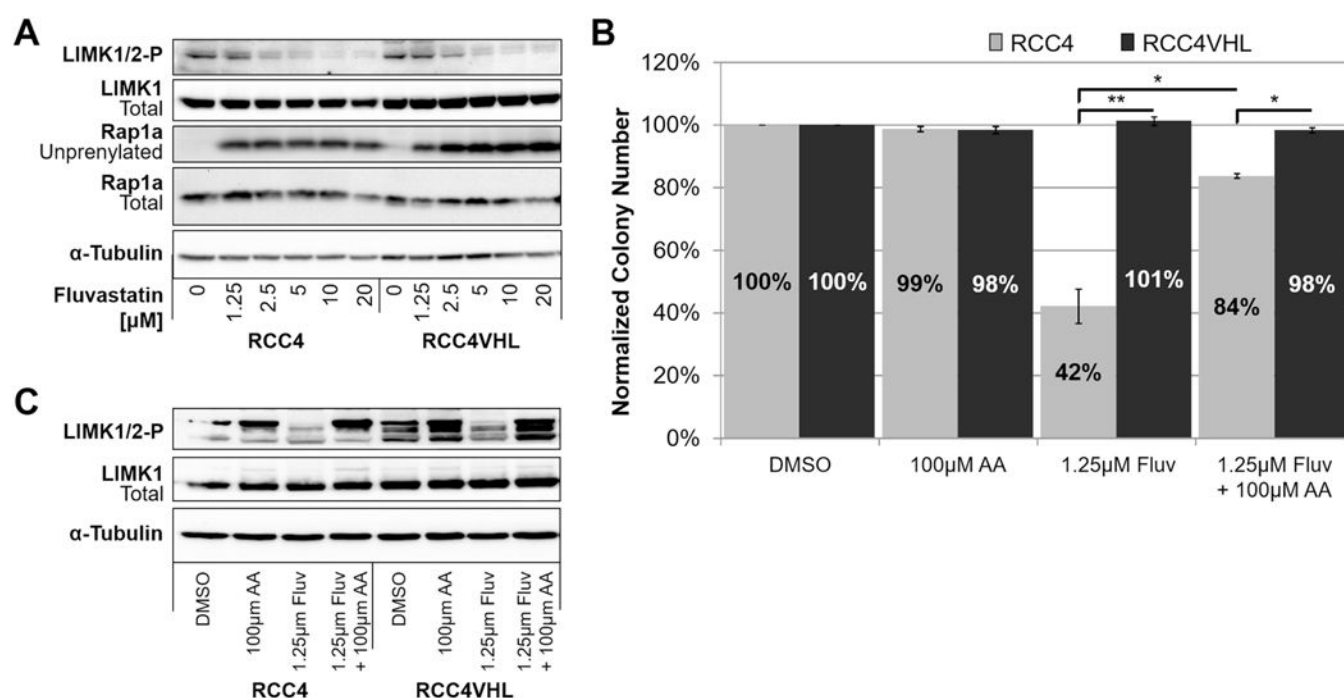 A
LIMK1/2-P
LIMK1
Total
Rap1a
Unprenylated
Rap1a
Total
α-Tubulin
Fluvastatin
[µM]
0 1.25 2.5 5 10 20 0 1.25 2.5 5 10 20
RCC4 RCC4VHL
B
RCC4 RCC4VHL
Normalized Colony Number
120%
100%
80%
60%
40%
20%
0%
* ** *
100% 100% 99% 98% 42% 101% 84% 98%
DMSO 100µM AA 1.25µM Fluv 1.25µM Fluv
+ 100µM AA
C
LIMK1/2-P
LIMK1
Total
α-Tubulin
DMSO
100µm AA
1.25µm Fluv
1.25µm Fluv
+ 100µm AA
DMSO
100µm AA
1.25µm Fluv
1.25µm Fluv
+ 100µm AA
RCC4 RCC4VHL